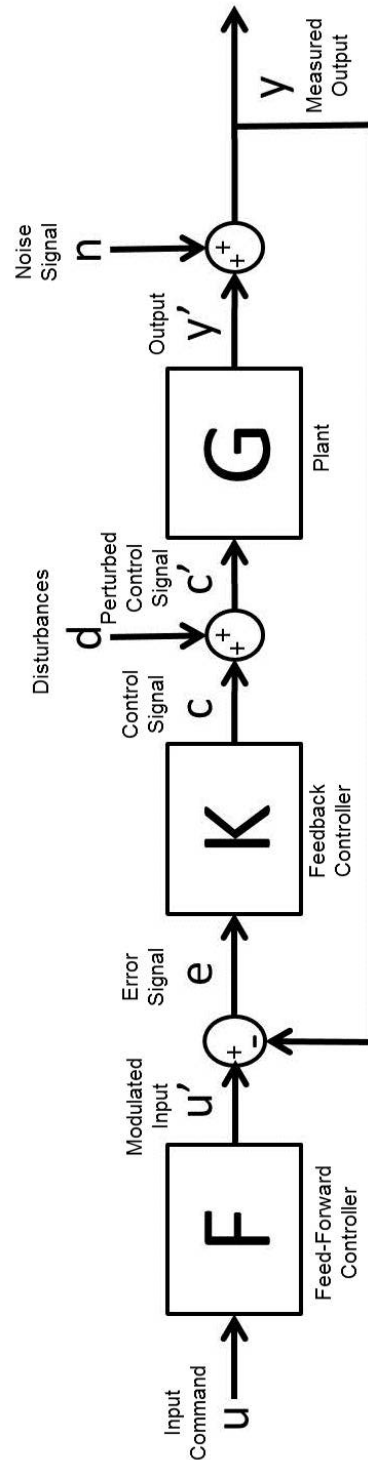 Input
Command
u
F
Feed-Forward
Controller
Modulated
Input
u'
+
-
Error
Signal
e
K
Feedback
Controller
Control
Signal
c
Disturbances
d
+
+
Perturbed
Control
Signal
c'
G
Plant
Output
y'
Noise
Signal
n
+
+
y
Measured
Output